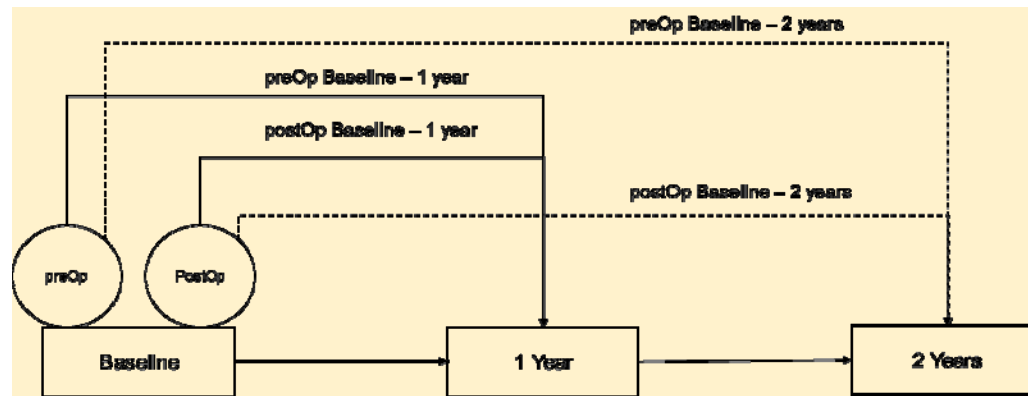 preOp Baseline – 2 years
preOp Baseline – 1 year
postOp Baseline – 1 year
postOp Baseline – 2 years
preOp
PostOp
Baseline
1 Year
2 Years